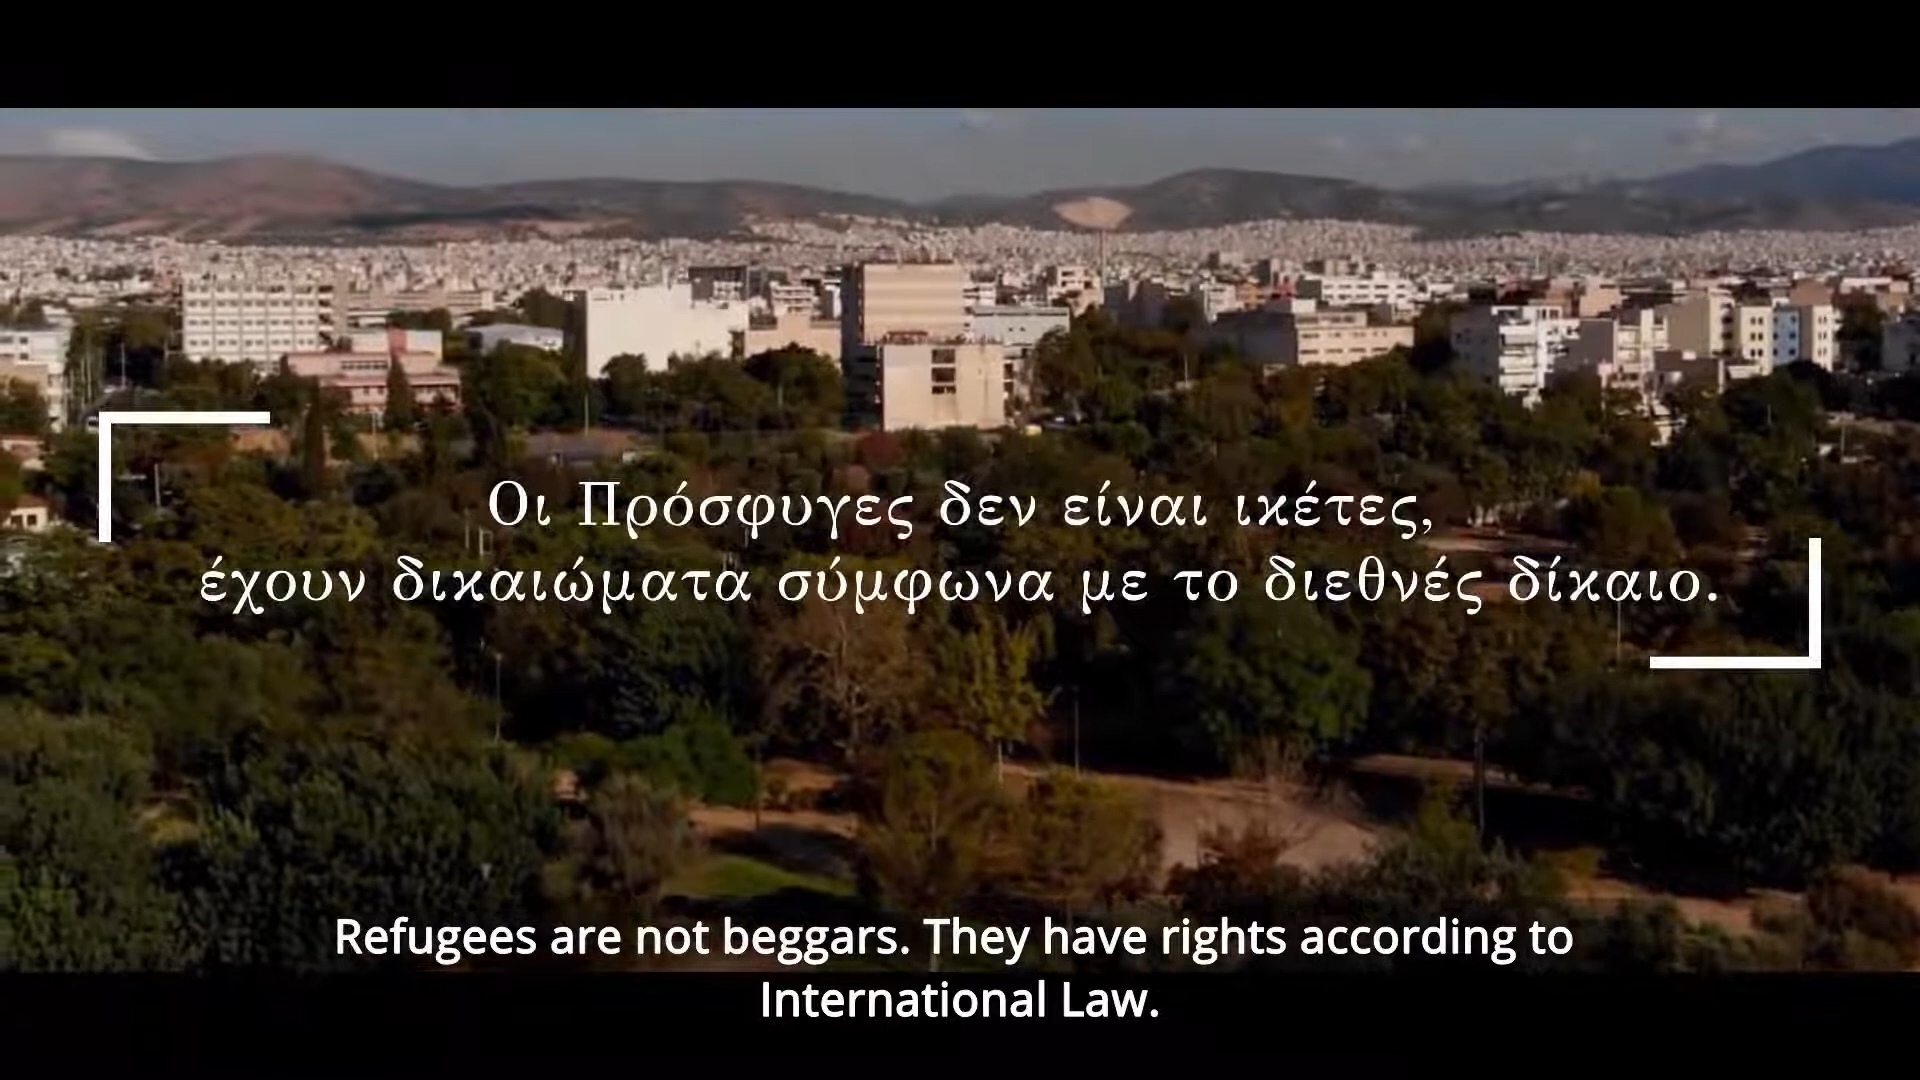 Οι Πρόσφυγες δεν είναι ικέτες,
έχουν δικαιώματα σύμφωνα με το διεθνές δίκαιο.
Refugees are not beggars. They have rights according to
International Law.